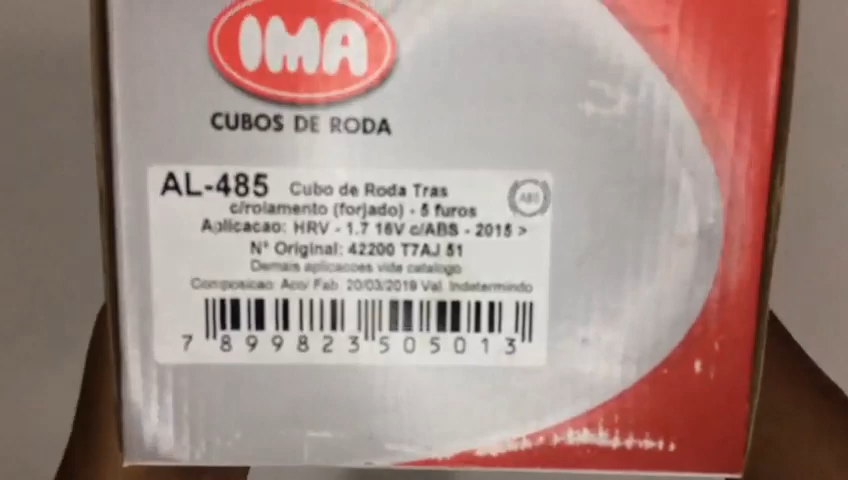 IMA
CUBOS DE RODA
AL-485 Cubo de Roda Tras
c/rolamento (forjado) - 5 furos
ABS
Aplicacao: HRV - 1.7 16V c/ABS - 2015 >
N° Original: 42200 T7AJ 51
Demais aplicacoes vide catalogo
Composicao: Aco/ Fab. 20/03/2019 Val. Indetermindo
7 899823 505013